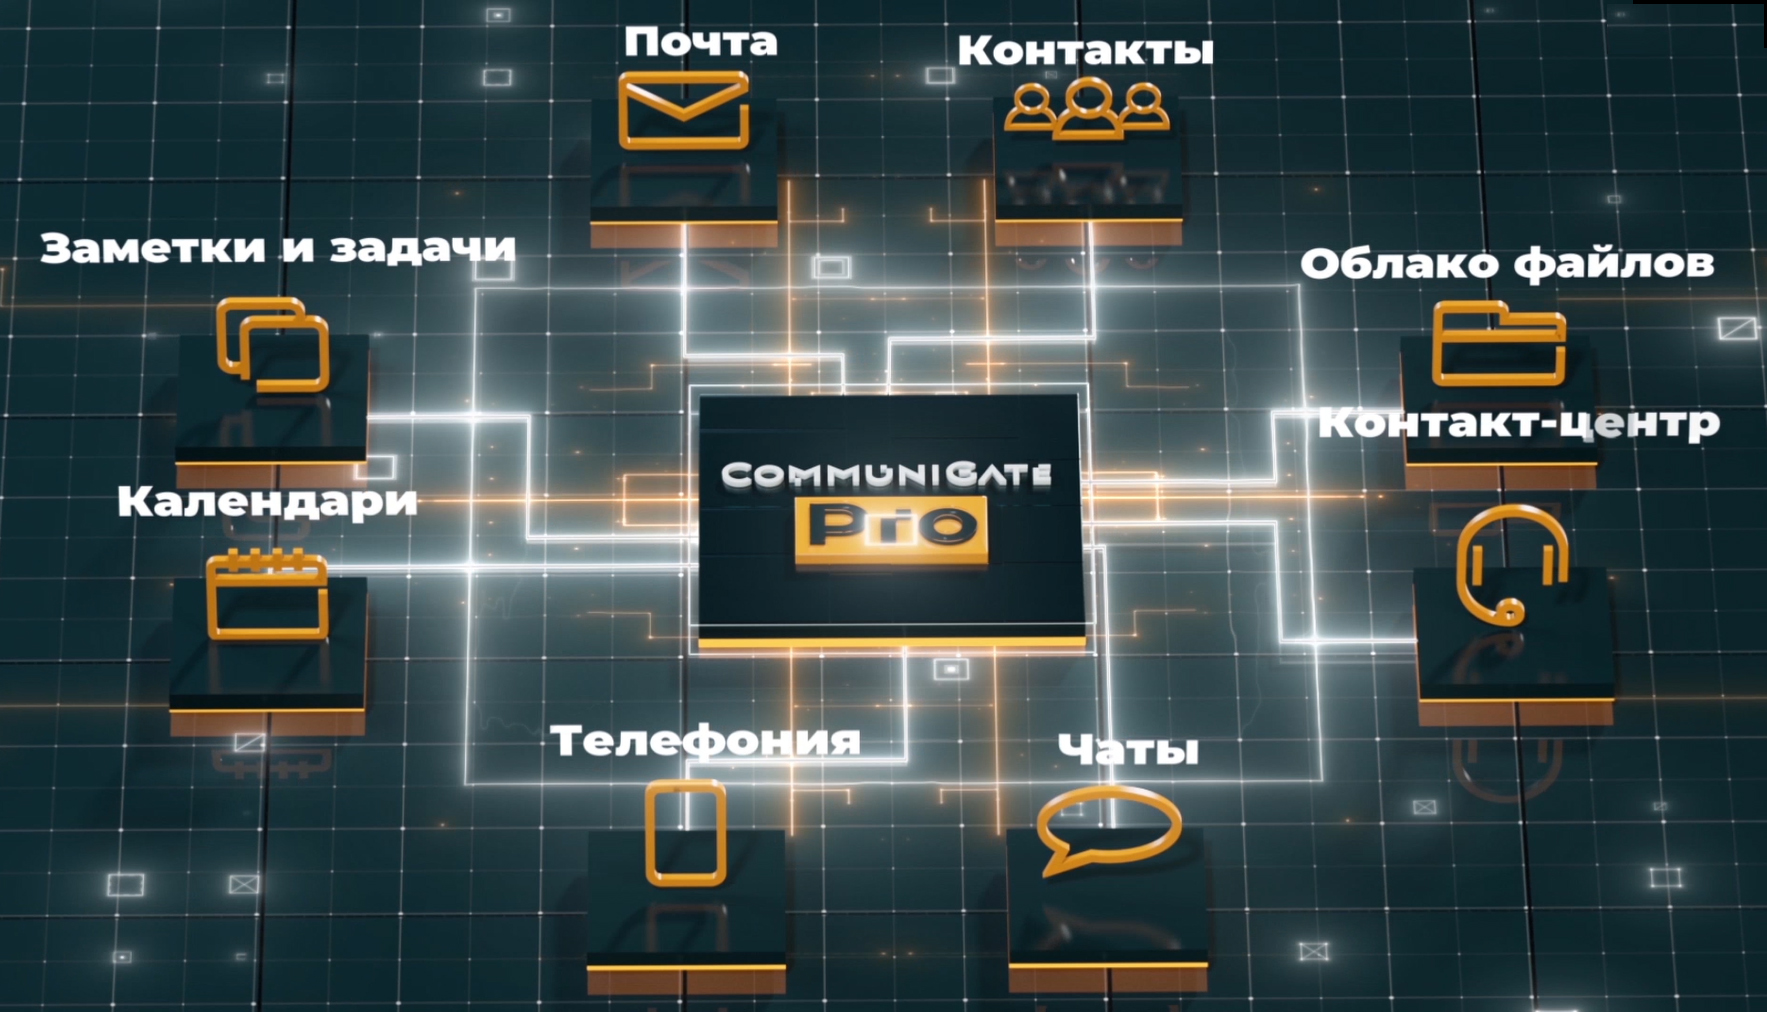 Почта
Контакты
Заметки и задачи
Облако файлов
Контакт-центр
COMMUNIGATE
Pro
Календари
Телефония
Чаты